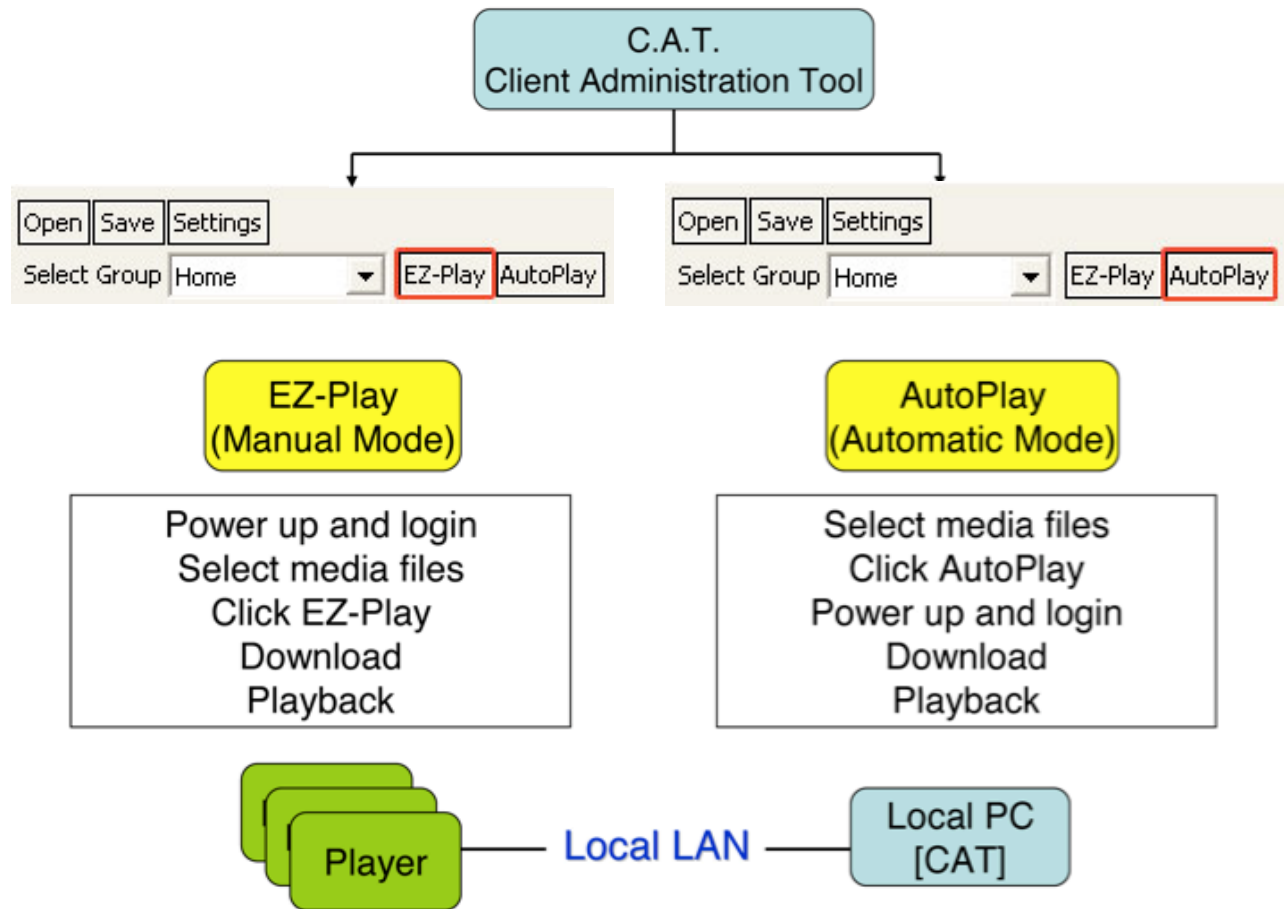 C.A.T.
Client Administration Tool
Open Save Settings
Select Group Home EZ-Play AutoPlay
Open Save Settings
Select Group Home EZ-Play AutoPlay
EZ-Play
(Manual Mode)
Power up and login
Select media files
Click EZ-Play
Download
Playback
AutoPlay
(Automatic Mode)
Select media files
Click AutoPlay
Power up and login
Download
Playback
Player
Local LAN
Local PC
[CAT]